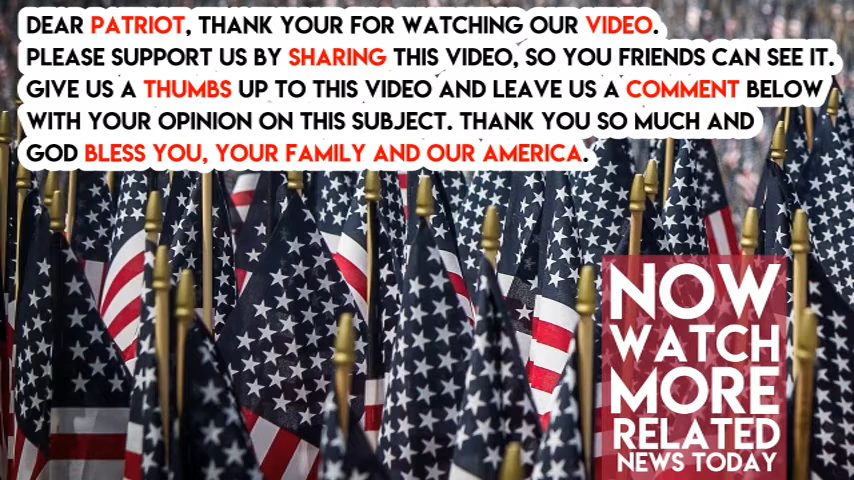 DEAR PATRIOT, THANK YOUR FOR WATCHING OUR VIDEO.
PLEASE SUPPORT US BY SHARING THIS VIDEO, SO YOU FRIENDS CAN SEE IT.
GIVE US A THUMBS UP TO THIS VIDEO AND LEAVE US A COMMENT BELOW
WITH YOUR OPINION ON THIS SUBJECT. THANK YOU SO MUCH AND
GOD BLESS YOU, YOUR FAMILY AND OUR AMERICA.
NOW
WATCH
MORE
RELATED
NEWS TODAY